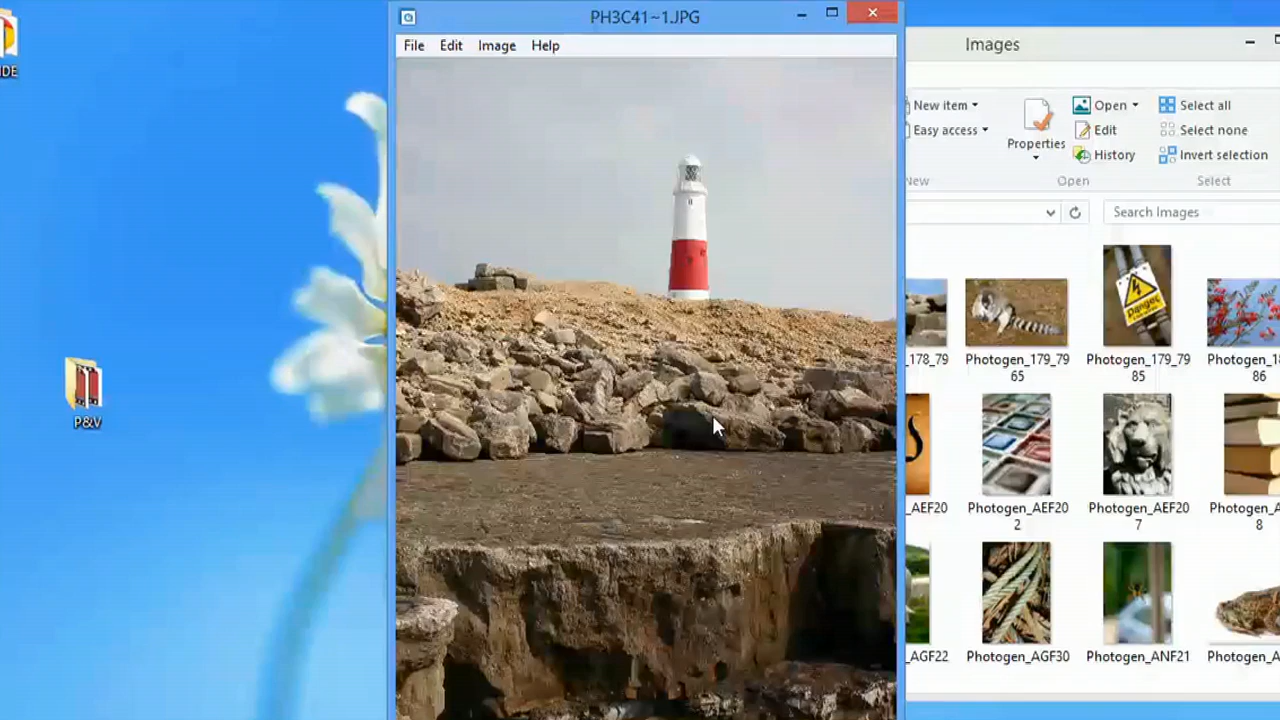 IDE
P&V
PH3C41~1.JPG
File Edit Image Help
Images
New item
Easy access
New
Properties
Open
Edit
History
Open
Select all
Select none
Invert selection
Select
Search Images
_178_79
Photogen_179_79
65
Photogen_179_79
85
Photogen_18
86
_AEF20
Photogen_AEF20
2
Photogen_AEF20
7
Photogen_A
8
_AGF22
Photogen_AGF30
Photogen_ANF21
Photogen_A